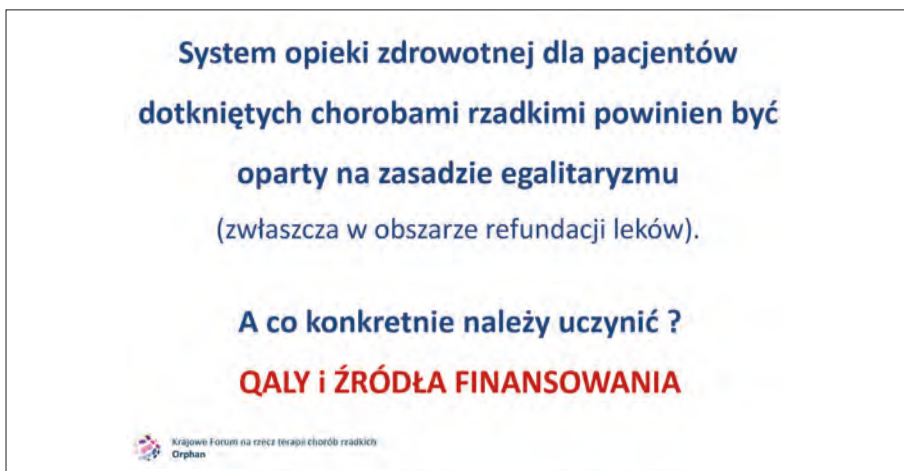 System opieki zdrowotnej dla pacjentów
dotkniętych chorobami rzadkimi powinien być
oparty na zasadzie egalitaryzmu
(zwłaszcza w obszarze refundacji leków).
A co konkretnie należy uczynić ?
QALY i ŹRÓDŁA FINANSOWANIA
Krajowe Forum na rzecz terapii chorób rzadkich
Orphan